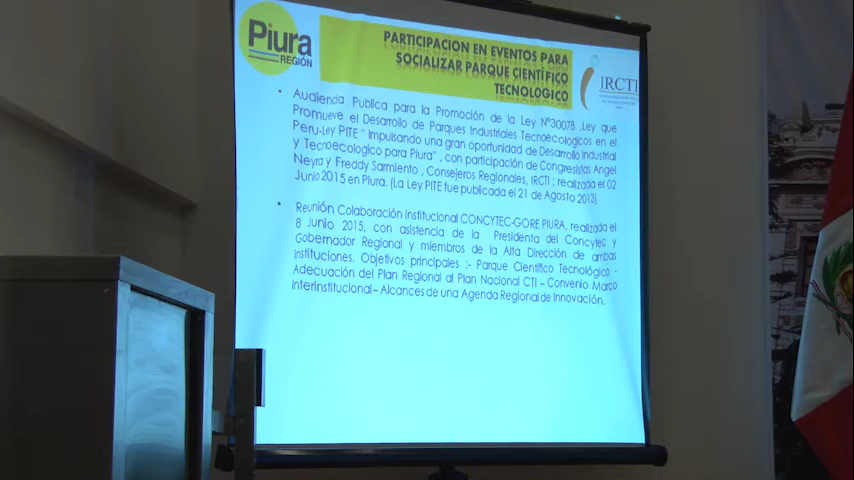 Piura
REGIÓN
PARTICIPACION EN EVENTOS PARA
SOCIALIZAR PARQUE CIENTÍFICO
TECNOLÓGICO
IRCTI
• Audiencia Publica para la Promoción de la Ley N°30078 ,Ley que
Promueve el Desarrollo de Parques Industriales Tecnoecologicos en el
Peru-Ley PITE " Impulsando una gran oportunidad de Desarrollo Industrial
y Tecnoecologico para Piura" , con participación de Congresistas Angel
Neyra y Freddy Sarmiento , Consejeros Regionales, IRCTI ; realizada el 02
Junio 2015 en Piura. (La Ley PITE fue publicada el 21 de Agosto 2013)
• Reunión Colaboración Institucional CONCYTEC-GORE PIURA, realizada el
8 Junio 2015, con asistencia de la Presidenta del Concytec y
Gobernador Regional y miembros de la Alta Dirección de ambas
Instituciones. Objetivos principales :- Parque Científico Tecnológico -
Adecuación del Plan Regional al Plan Nacional CTI – Convenio Marco
Interinstitucional – Alcances de una Agenda Regional de Innovación.